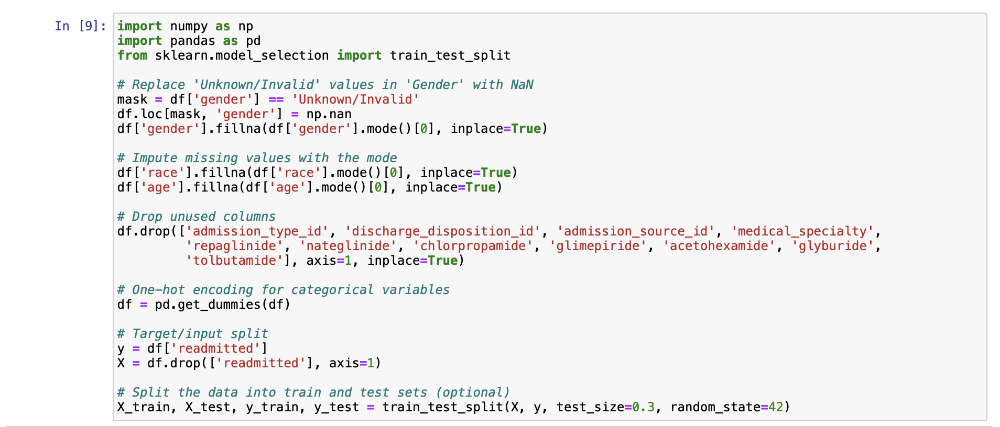 In [9]:
import numpy as np
import pandas as pd
from sklearn.model_selection import train_test_split
# Replace 'Unknown/Invalid' values in 'Gender' with NaN
mask = df['gender'] == 'Unknown/Invalid'
df.loc[mask, 'gender'] = np.nan
df['gender'].fillna(df['gender'].mode()[0], inplace=True)
# Impute missing values with the mode
df['race'].fillna(df['race'].mode()[0], inplace=True)
df['age'].fillna(df['age'].mode()[0], inplace=True)
# Drop unused columns
df.drop(['admission_type_id', 'discharge_disposition_id', 'admission_source_id', 'medical_specialty',
'repaglinide', 'nateglinide', 'chlorpropamide', 'glimepiride', 'acetohexamide', 'glyburide',
'tolbutamide'], axis=1, inplace=True)
# One-hot encoding for categorical variables
df = pd.get_dummies(df)
# Target/input split
y = df['readmitted']
X = df.drop(['readmitted'], axis=1)
# Split the data into train and test sets (optional)
X_train, X_test, y_train, y_test = train_test_split(X, y, test_size=0.3, random_state=42)